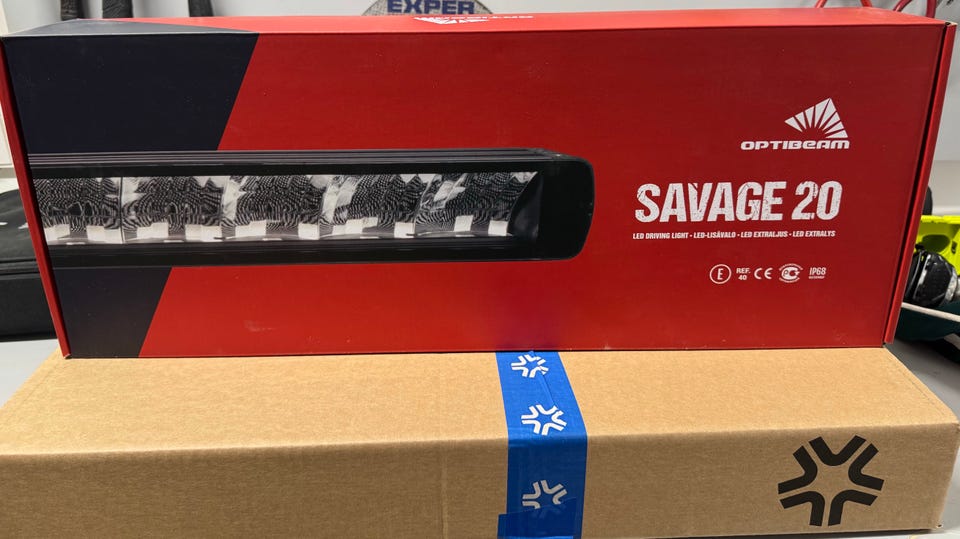 EXPER
OPTIBEAM
SAVAGE 20
LED DRIVING LIGHT • LED-LISÄVALO • LED EXTRALJUS • LED EXTRALYS
E REF. 40 CE IP68